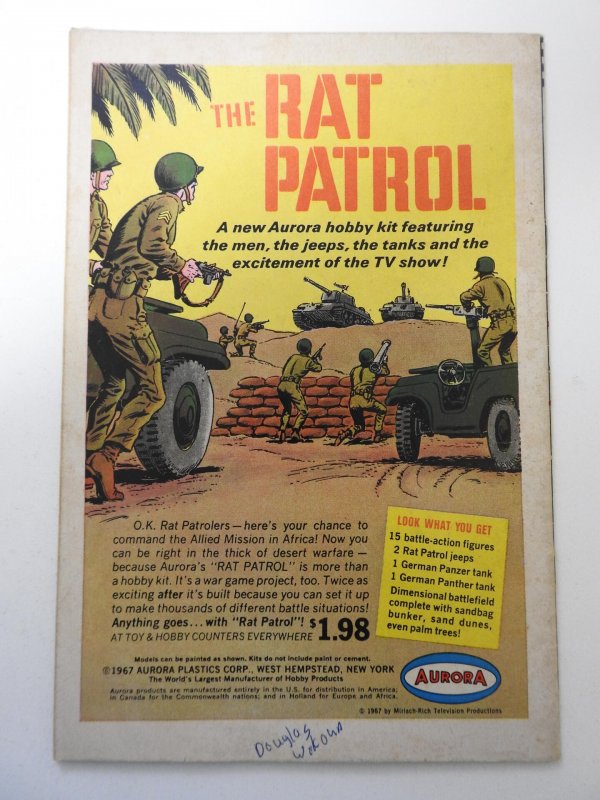 THE RAT
PATROL
A new Aurora hobby kit featuring
the men, the jeeps, the tanks and the
excitement of the TV show!
O.K. Rat Patrolers—here's your chance to
command the Allied Mission in Africa! Now you
can be right in the thick of desert warfare—
because Aurora's "RAT PATROL" is more than
a hobby kit. It's a war game project, too. Twice as
exciting after it's built because you can set it up
to make thousands of different battle situations!
Anything goes...with "Rat Patrol"! $1.98
AT TOY & HOBBY COUNTERS EVERYWHERE
LOOK WHAT YOU GET
15 battle-action figures
2 Rat Patrol jeeps
1 German Panzer tank
1 German Panther tank
Dimensional battlefield
complete with sandbag
bunker, sand dunes,
even palm trees!
Models can be painted as shown. Kits do not include paint or cement.
©1967 AURORA PLASTICS CORP., WEST HEMPSTEAD, NEW YORK
The World's Largest Manufacturer of Hobby Products
Aurora products are manufactured entirely in the U.S. for distribution in America;
in Canada for the Commonwealth nations; and in Holland for Europe and Africa.
AURORA
© 1967 by Mirisch-Rich Television Productions
Douglas